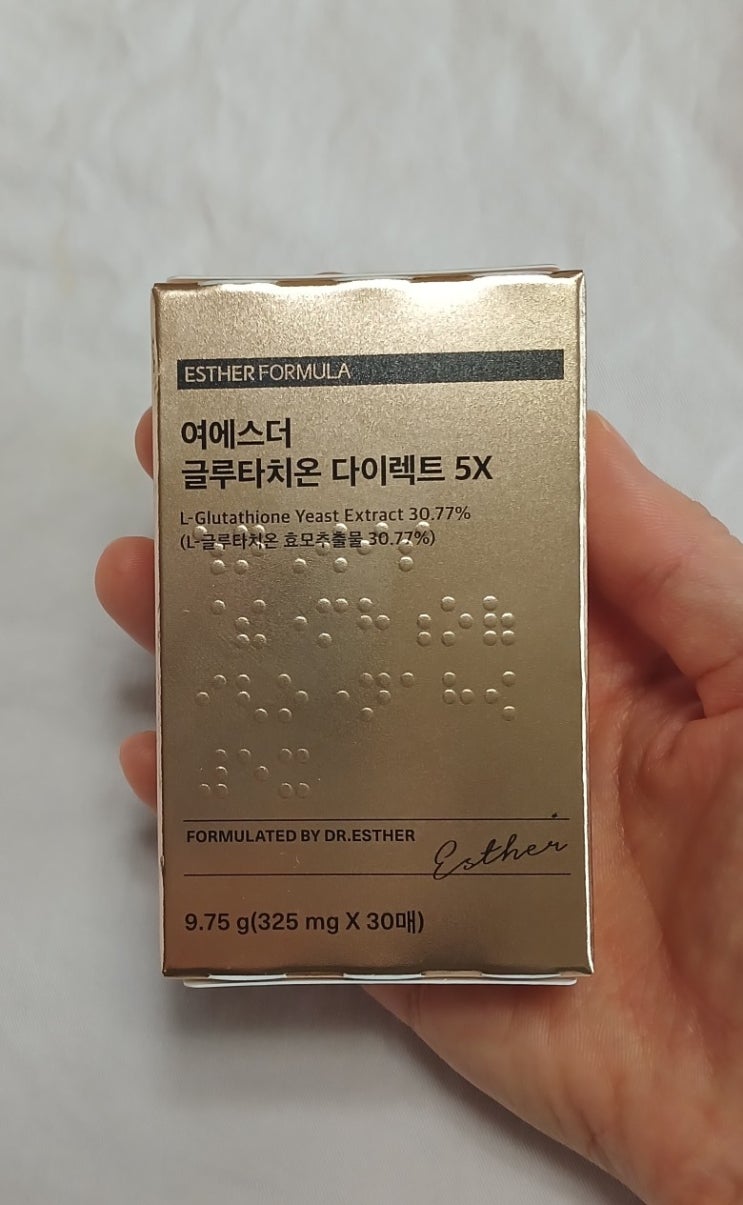 ESTHER FORMULA
여에스더
글루타치온 다이렉트 5X
L-Glutathione Yeast Extract 30.77%
(L-글루타치온 효모추출물 30.77%)
FORMULATED BY DR.ESTHER
Esther
9.75 g(325 mg X 30매)